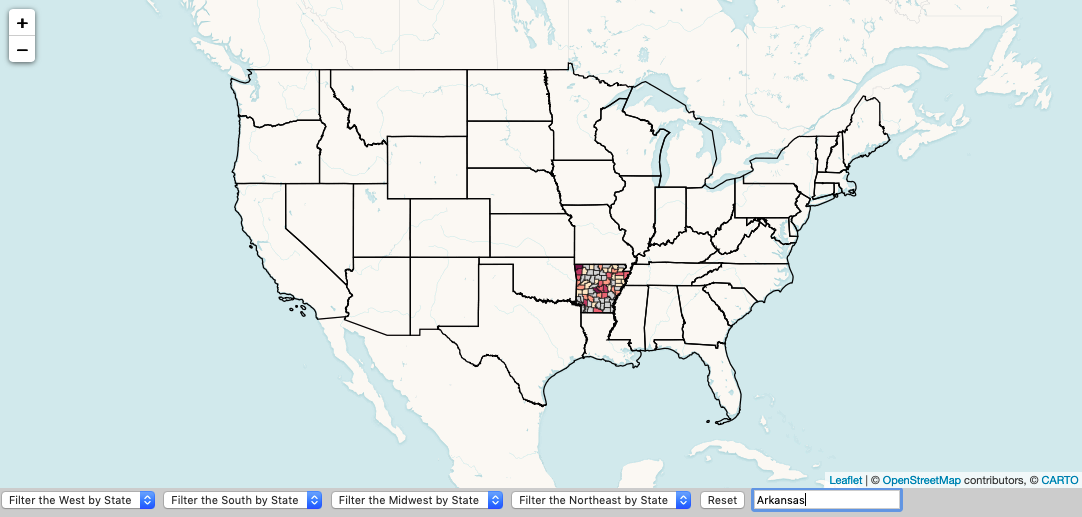 +
−
Leaflet | © OpenStreetMap contributors, © CARTO
Filter the West by State Filter the South by State Filter the Midwest by State Filter the Northeast by State Reset Arkansas